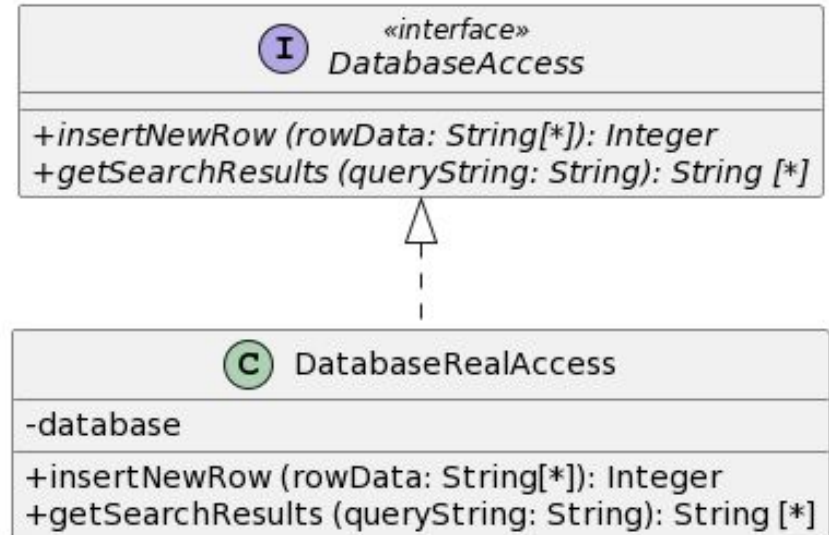 «interface»
I DatabaseAccess
+insertNewRow (rowData: String[*]): Integer
+getSearchResults (queryString: String): String [*]
C DatabaseRealAccess
-database
+insertNewRow (rowData: String[*]): Integer
+getSearchResults (queryString: String): String [*]